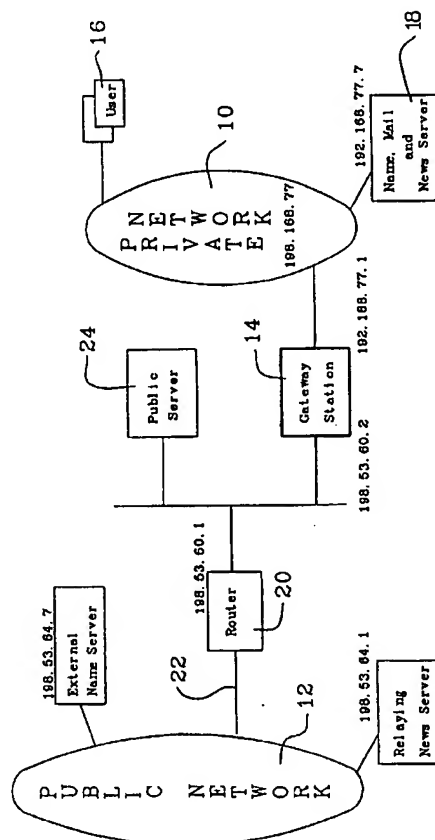 PUBLIC NETWORK
12
198.53.64.7
External
Name Server
198.53.64.1
Relaying
News Server
22
198.53.60.1
Router
20
24
Public
Server
198.53.60.2
14
Gateway
Station
192.168.77.1
PRIVATE
NETWORK
198.168.77
10
16
User
192.168.77.7
Name, Mail
and
News Server
18